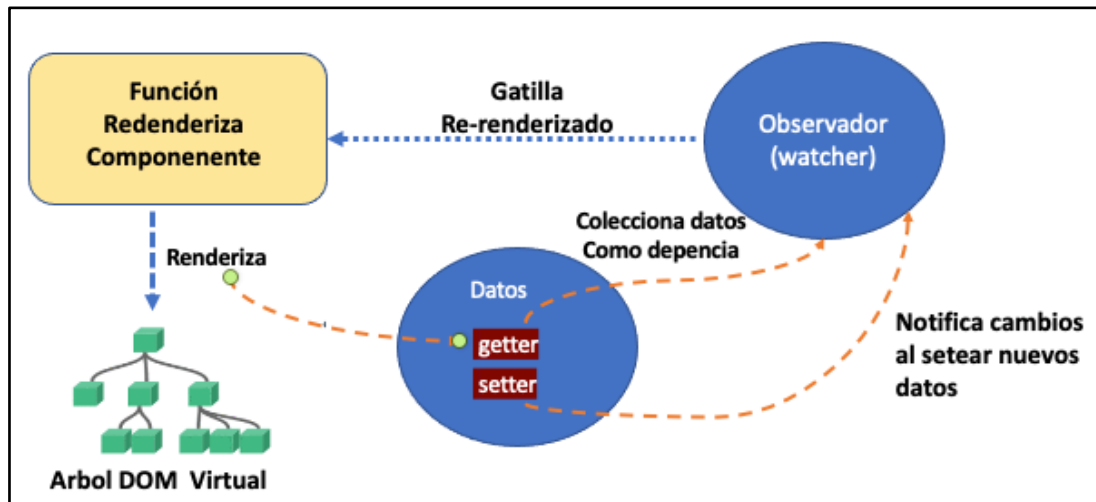 Función
Redenderiza
Componenente
Gatilla
Re-renderizado
Observador
(watcher)
Renderiza
Colecciona datos
Como depencia
Datos
getter
setter
Notifica cambios
al setear nuevos
datos
Arbol DOM Virtual